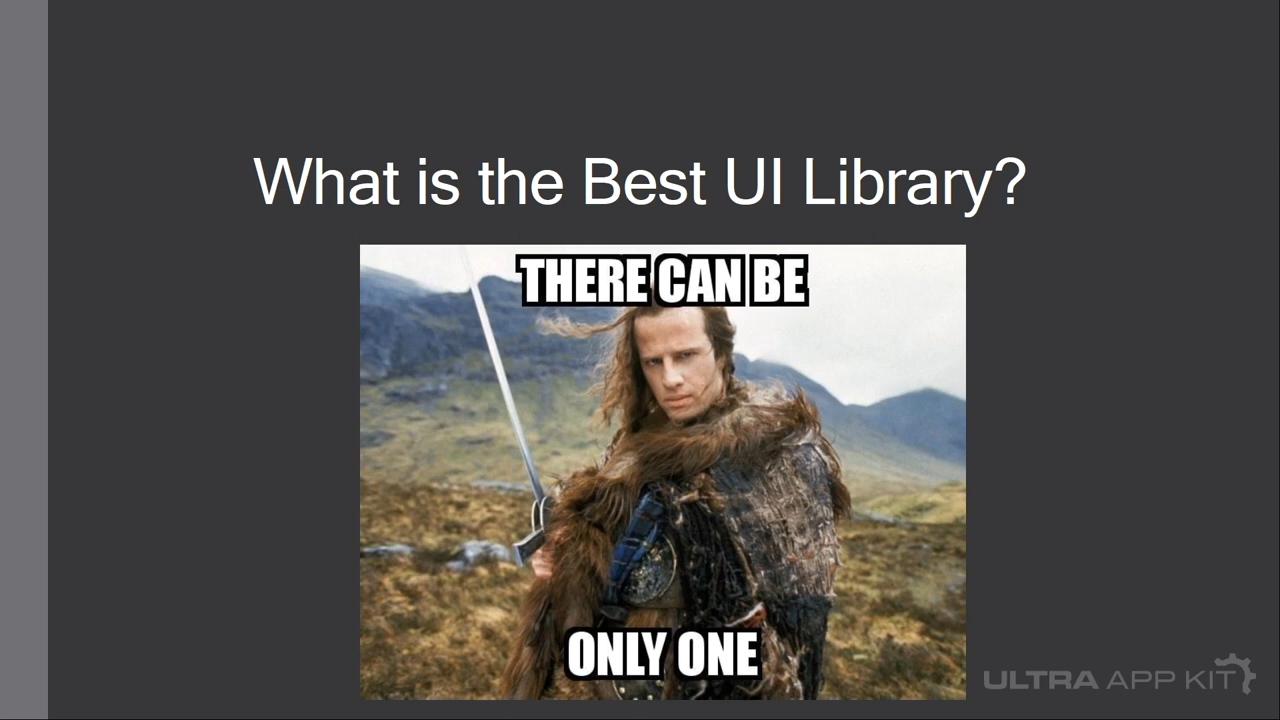 What is the Best UI Library?
THERE CAN BE
ONLY ONE
ULTRA APP KIT